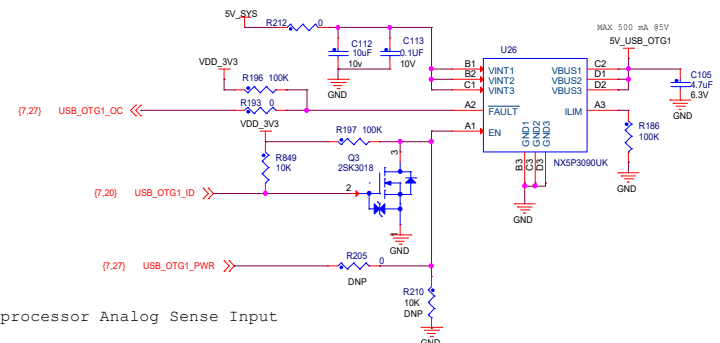 MAX 500 mA @5V
5V_SYS
5V_USB_OTG1
R212 0
U26
C112
10uF
10v
C113
0.1UF
10V
VDD_3V3
GND
B1 VINT1
B2 VINT2
C1 VINT3
VBUS1 C2
VBUS2 D1
VBUS3 D2
C105
4.7uF
6.3V
GND
R196 100K
R193 0
{7,27} USB_OTG1_OC
A2 FAULT
ILIM A3
VDD_3V3
A1 EN
GND1
GND2
GND3
B3
C3
D3
NX5P3090UK
R186
100K
GND
R197 100K
R849
10K
Q3
2SK3018
3
2
{7,20} USB_OTG1_ID
GND
1
GND
R205 0
DNP
{7,27} USB_OTG1_PWR
R210
10K
DNP
GND
processor Analog Sense Input